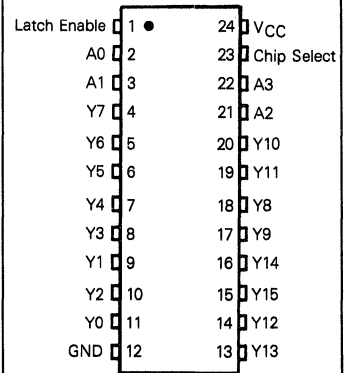 Latch Enable 1 24 VCC
A0 2 23 Chip Select
A1 3 22 A3
Y7 4 21 A2
Y6 5 20 Y10
Y5 6 19 Y11
Y4 7 18 Y8
Y3 8 17 Y9
Y1 9 16 Y14
Y2 10 15 Y15
Y0 11 14 Y12
GND 12 13 Y13